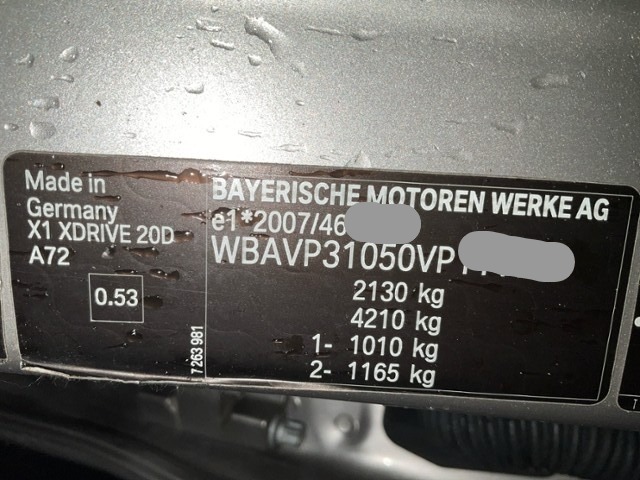 Made in
Germany
X1 XDRIVE 20D
A72
0.53
7 263 981
BAYERISCHE MOTOREN WERKE AG
e1*2007/46
WBAVP31050VP
2130 kg
4210 kg
1- 1010 kg
2- 1165 kg